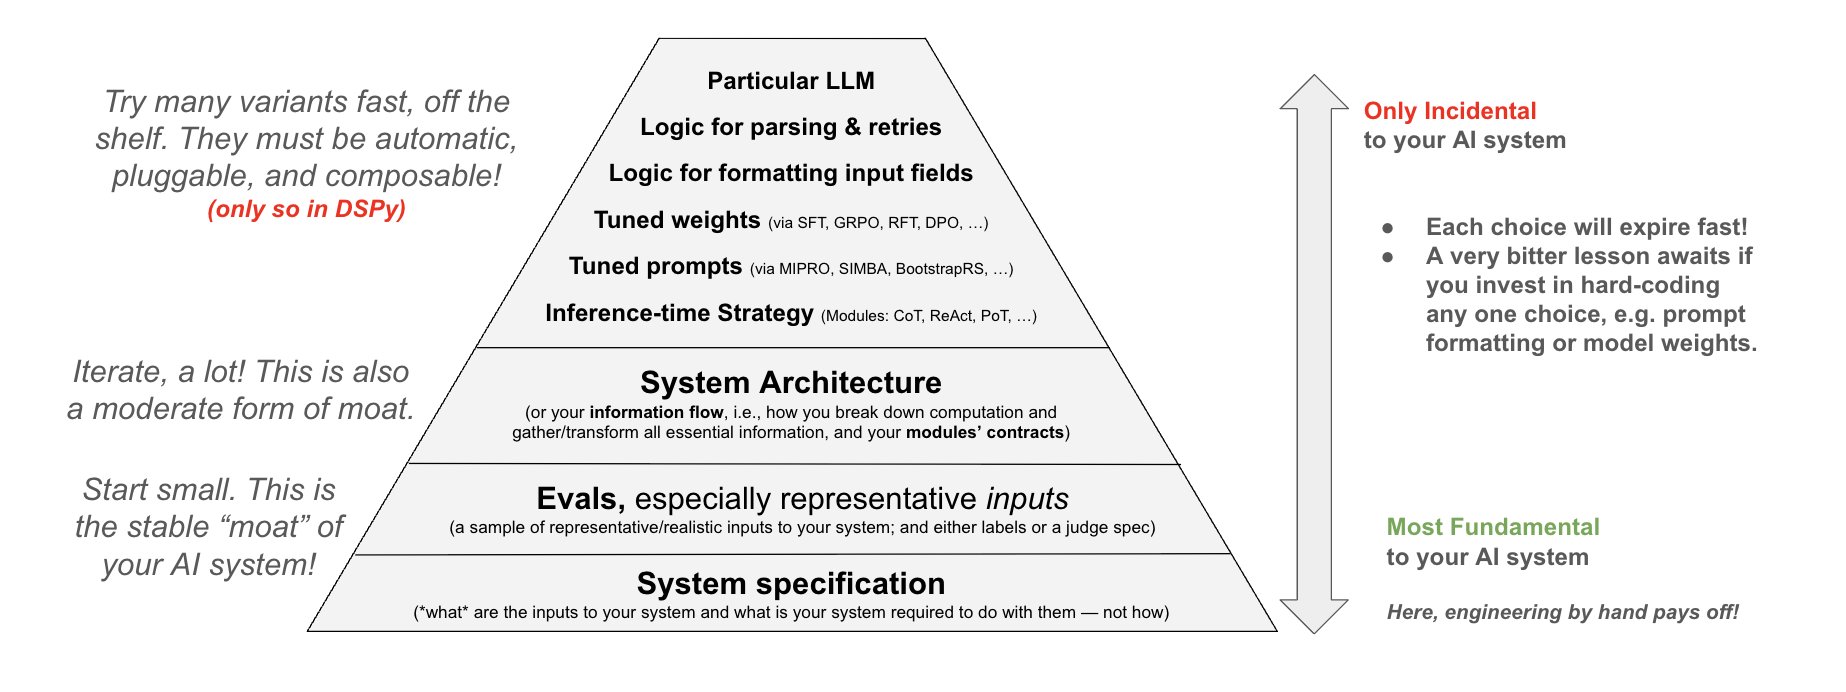 Try many variants fast, off the
shelf. They must be automatic,
pluggable, and composable!
(only so in DSPy)
Particular LLM
Logic for parsing & retries
Logic for formatting input fields
Tuned weights (via SFT, GRPO, RFT, DPO, …)
Tuned prompts (via MIPRO, SIMBA, BootstrapRS, …)
Inference-time Strategy (Modules: CoT, ReAct, PoT, …)
Only Incidental
to your AI system
● Each choice will expire fast!
● A very bitter lesson awaits if
you invest in hard-coding
any one choice, e.g. prompt
formatting or model weights.
Iterate, a lot! This is also
a moderate form of moat.
System Architecture
(or your information flow, i.e., how you break down computation and
gather/transform all essential information, and your modules’ contracts)
Start small. This is
the stable “moat” of
your AI system!
Evals, especially representative inputs
(a sample of representative/realistic inputs to your system; and either labels or a judge spec)
System specification
(*what* are the inputs to your system and what is your system required to do with them — not how)
Most Fundamental
to your AI system
Here, engineering by hand pays off!